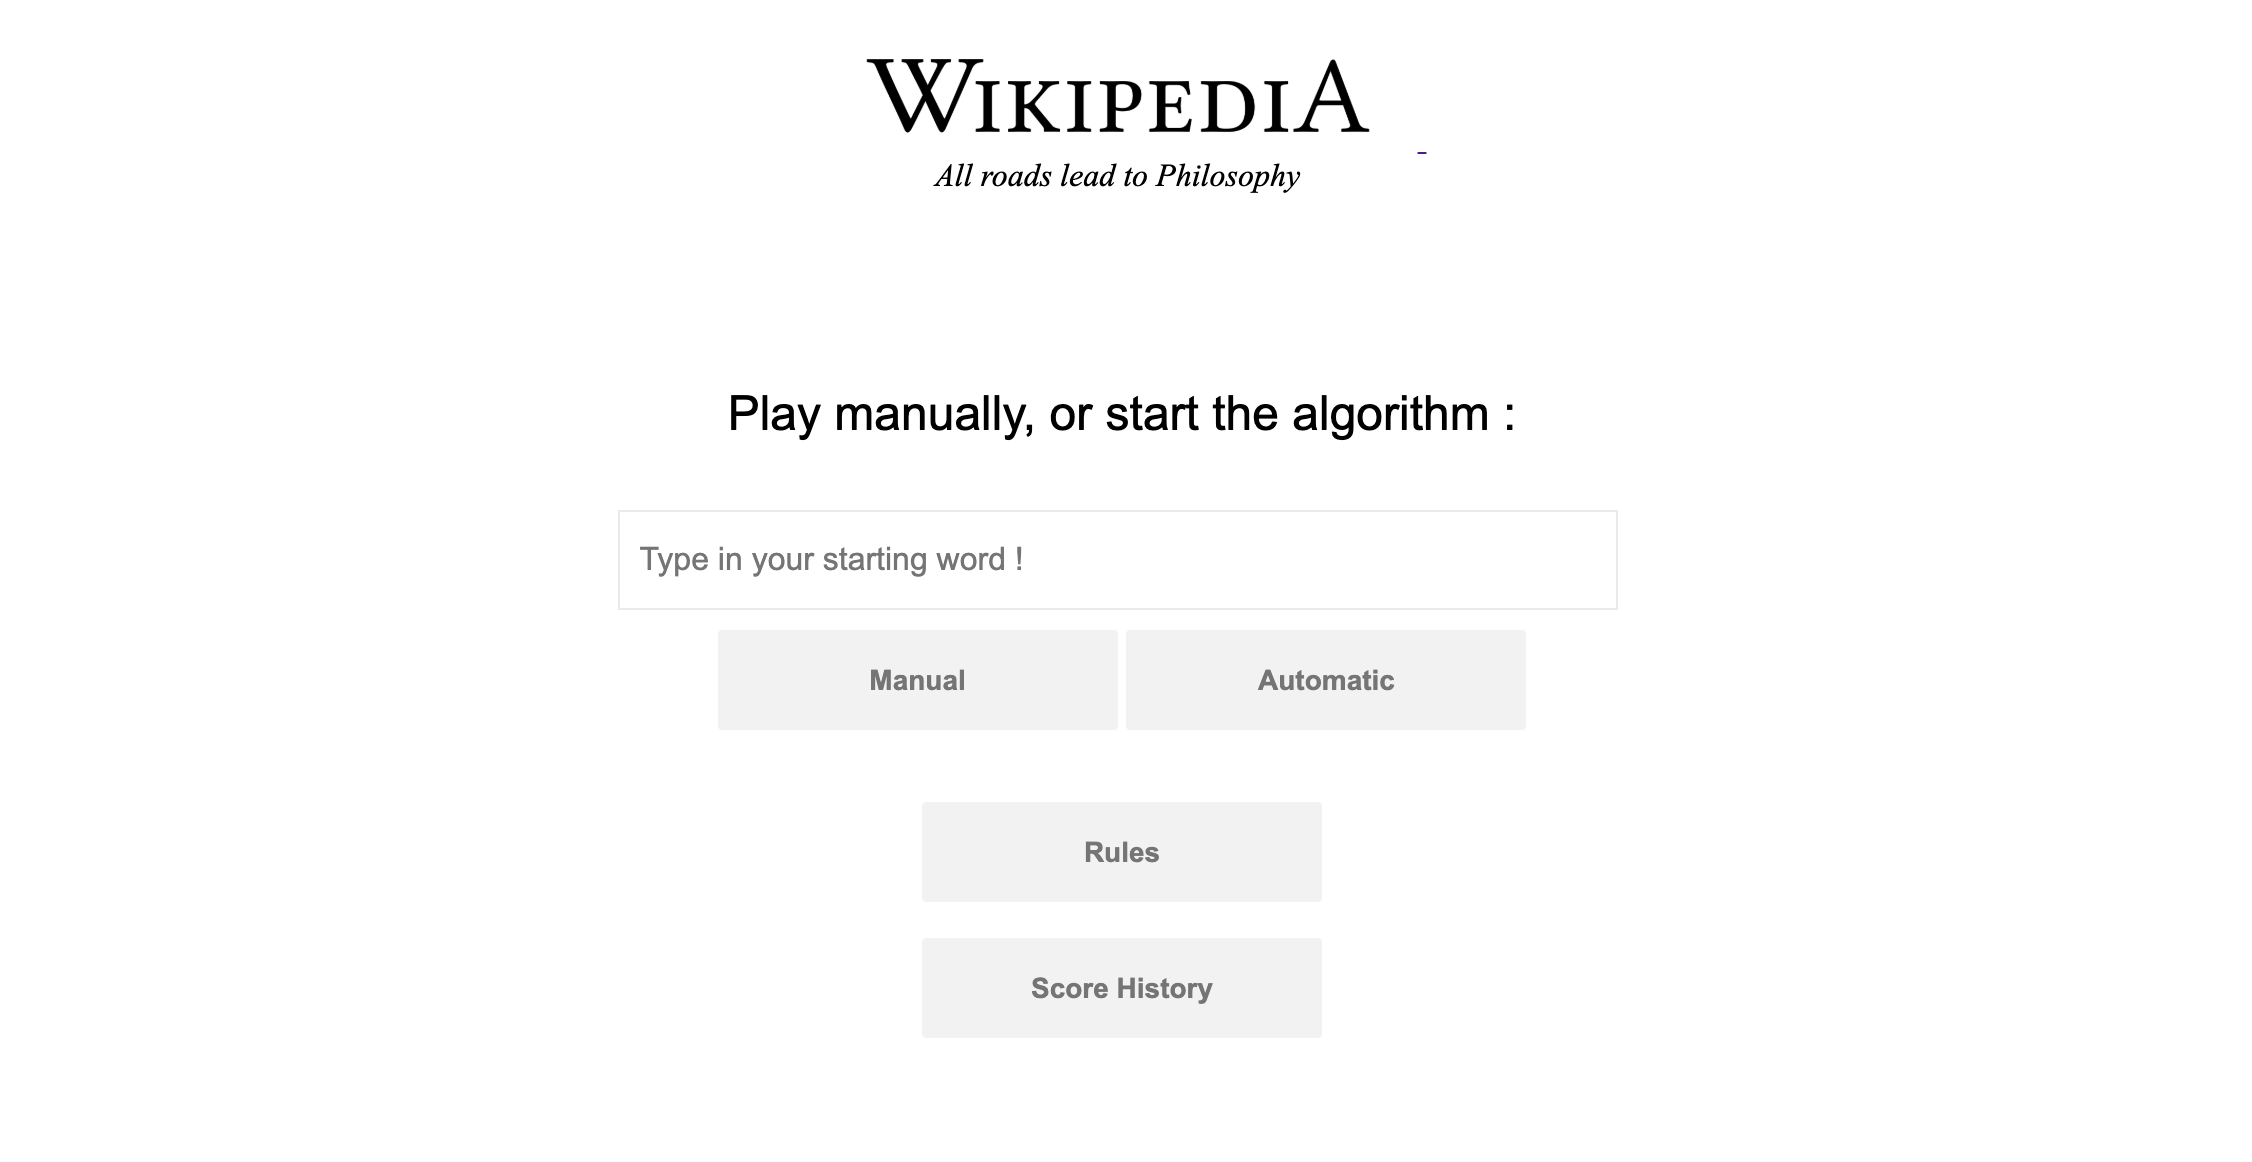 WIKIPEDIA
All roads lead to Philosophy
Play manually, or start the algorithm :
Type in your starting word !
Manual
Automatic
Rules
Score History